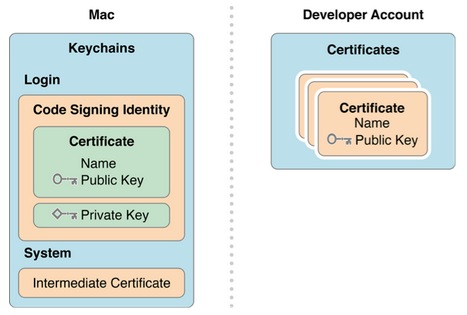 Mac
Keychains
Login
Code Signing Identity
Certificate
Name
Public Key
Private Key
System
Intermediate Certificate
Developer Account
Certificates
Certificate
Name
Public Key